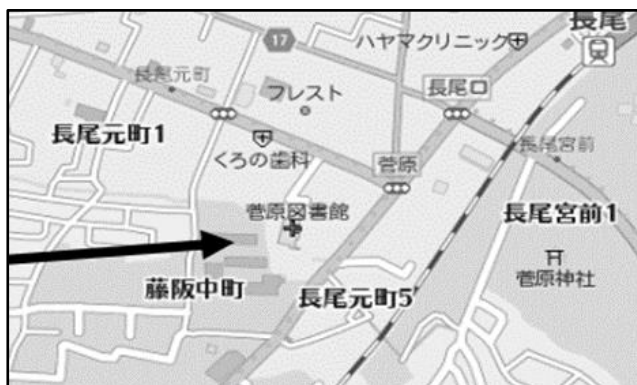 長尾
ハヤマクリニック
17
長尾元町
長尾口
フレスト
長尾元町1
くろの歯科
菅原
長尾宮前
菅原図書館
長尾宮前1
藤阪中町
長尾元町5
菅原神社